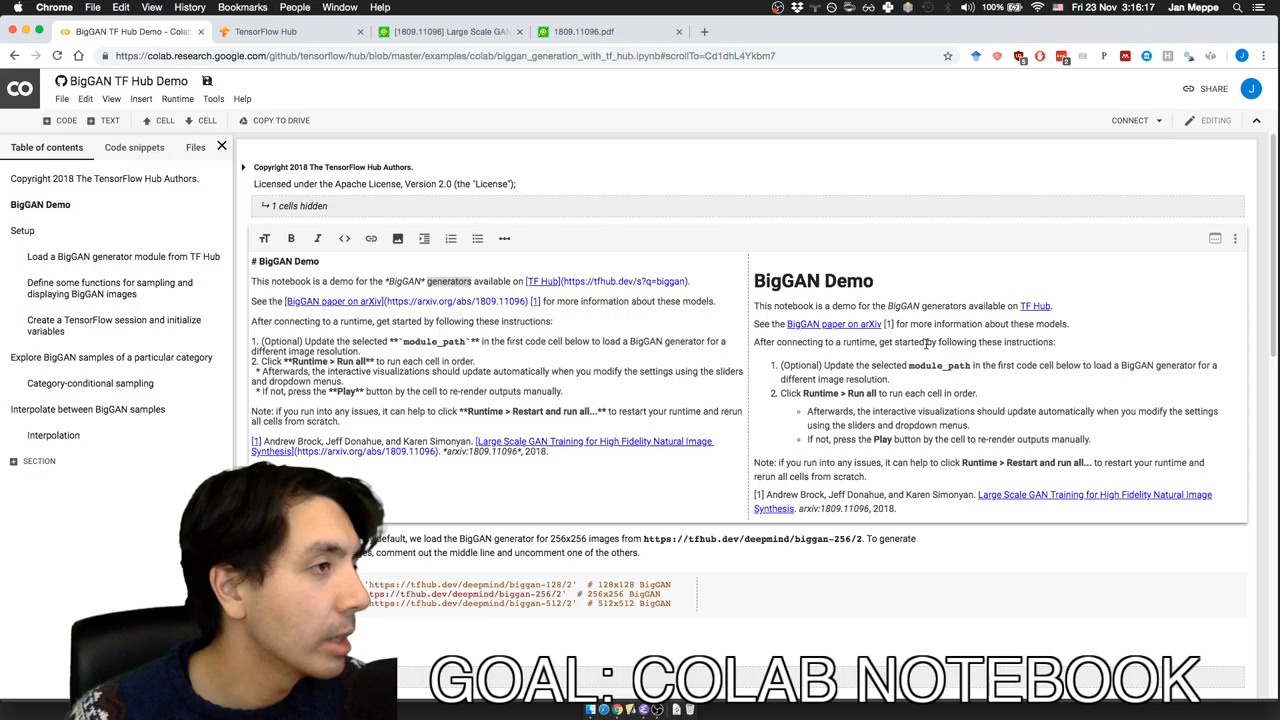 Chrome File Edit View History Bookmarks People Window Help 100% Fri 23 Nov 3:16:17 Jan Meppe
BigGAN TF Hub Demo - Colab TensorFlow Hub [1809.11096] Large Scale GAN 1809.11096.pdf
https://colab.research.google.com/github/tensorflow/hub/blob/master/examples/colab/biggan_generation_with_tf_hub.ipynb#scrollTo=Cd1dhL4Ykbm7
CO BigGAN TF Hub Demo SHARE J
File Edit View Insert Runtime Tools Help
CODE TEXT CELL CELL COPY TO DRIVE CONNECT EDITING
Table of contents Code snippets Files
Copyright 2018 The TensorFlow Hub Authors.
BigGAN Demo
Setup
Load a BigGAN generator module from TF Hub
Define some functions for sampling and
displaying BigGAN images
Create a TensorFlow session and initialize
variables
Explore BigGAN samples of a particular category
Category-conditional sampling
Interpolate between BigGAN samples
Interpolation
SECTION
Copyright 2018 The TensorFlow Hub Authors.
Licensed under the Apache License, Version 2.0 (the "License");
1 cells hidden
# BigGAN Demo
This notebook is a demo for the *BigGAN* generators available on [TF Hub](https://tfhub.dev/s?q=biggan).
See the [BigGAN paper on arXiv](https://arxiv.org/abs/1809.11096) [1] for more information about these models.
After connecting to a runtime, get started by following these instructions:
1. (Optional) Update the selected **`module_path`** in the first code cell below to load a BigGAN generator for a
different image resolution.
2. Click **Runtime > Run all** to run each cell in order.
* Afterwards, the interactive visualizations should update automatically when you modify the settings using the sliders
and dropdown menus.
* If not, press the **Play** button by the cell to re-render outputs manually.
Note: if you run into any issues, it can help to click **Runtime > Restart and run all...** to restart your runtime and rerun
all cells from scratch.
[1] Andrew Brock, Jeff Donahue, and Karen Simonyan. [Large Scale GAN Training for High Fidelity Natural Image
Synthesis](https://arxiv.org/abs/1809.11096). *arxiv:1809.11096*, 2018.
BigGAN Demo
This notebook is a demo for the BigGAN generators available on TF Hub.
See the BigGAN paper on arXiv [1] for more information about these models.
After connecting to a runtime, get started by following these instructions:
1. (Optional) Update the selected module_path in the first code cell below to load a BigGAN generator for a
different image resolution.
2. Click Runtime > Run all to run each cell in order.
Afterwards, the interactive visualizations should update automatically when you modify the settings
using the sliders and dropdown menus.
If not, press the Play button by the cell to re-render outputs manually.
Note: if you run into any issues, it can help to click Runtime > Restart and run all... to restart your runtime and
rerun all cells from scratch.
[1] Andrew Brock, Jeff Donahue, and Karen Simonyan. Large Scale GAN Training for High Fidelity Natural Image
Synthesis. arxiv:1809.11096, 2018.
default, we load the BigGAN generator for 256x256 images from https://tfhub.dev/deepmind/biggan-256/2. To generate
images, comment out the middle line and uncomment one of the others.
'https://tfhub.dev/deepmind/biggan-128/2' # 128x128 BigGAN
https://tfhub.dev/deepmind/biggan-256/2' # 256x256 BigGAN
https://tfhub.dev/deepmind/biggan-512/2' # 512x512 BigGAN
GOAL: COLAB NOTEBOOK